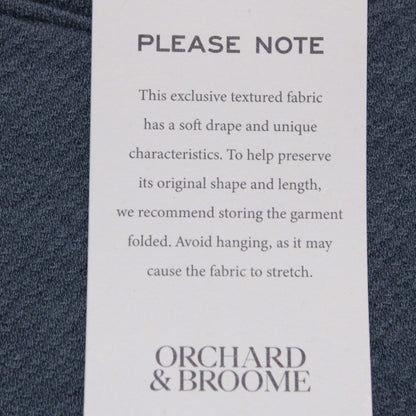 PLEASE NOTE
This exclusive textured fabric
has a soft drape and unique
characteristics. To help preserve
its original shape and length,
we recommend storing the garment
folded. Avoid hanging, as it may
cause the fabric to stretch.
ORCHARD
& BROOME